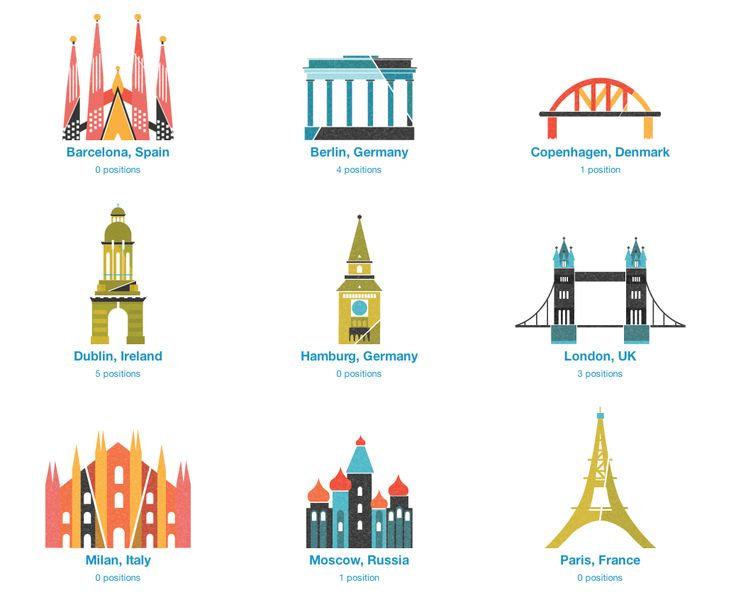 Barcelona, Spain
0 positions
Berlin, Germany
4 positions
Copenhagen, Denmark
1 position
Dublin, Ireland
5 positions
Hamburg, Germany
0 positions
London, UK
3 positions
Milan, Italy
0 positions
Moscow, Russia
1 position
Paris, France
0 positions